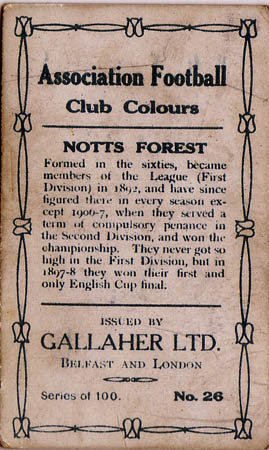 Association Football
Club Colours
NOTTS FOREST
Formed in the sixties, became
members of the League (First
Division) in 1892, and have since
figured there in every season ex-
cept 1906-7, when they served a
term of compulsory penance in
the Second Division, and won the
championship. They never got so
high in the First Division, but in
1897-8 they won their first and
only English Cup final.
ISSUED BY
GALLAHER LTD.
BELFAST AND LONDON
Series of 100. No. 26